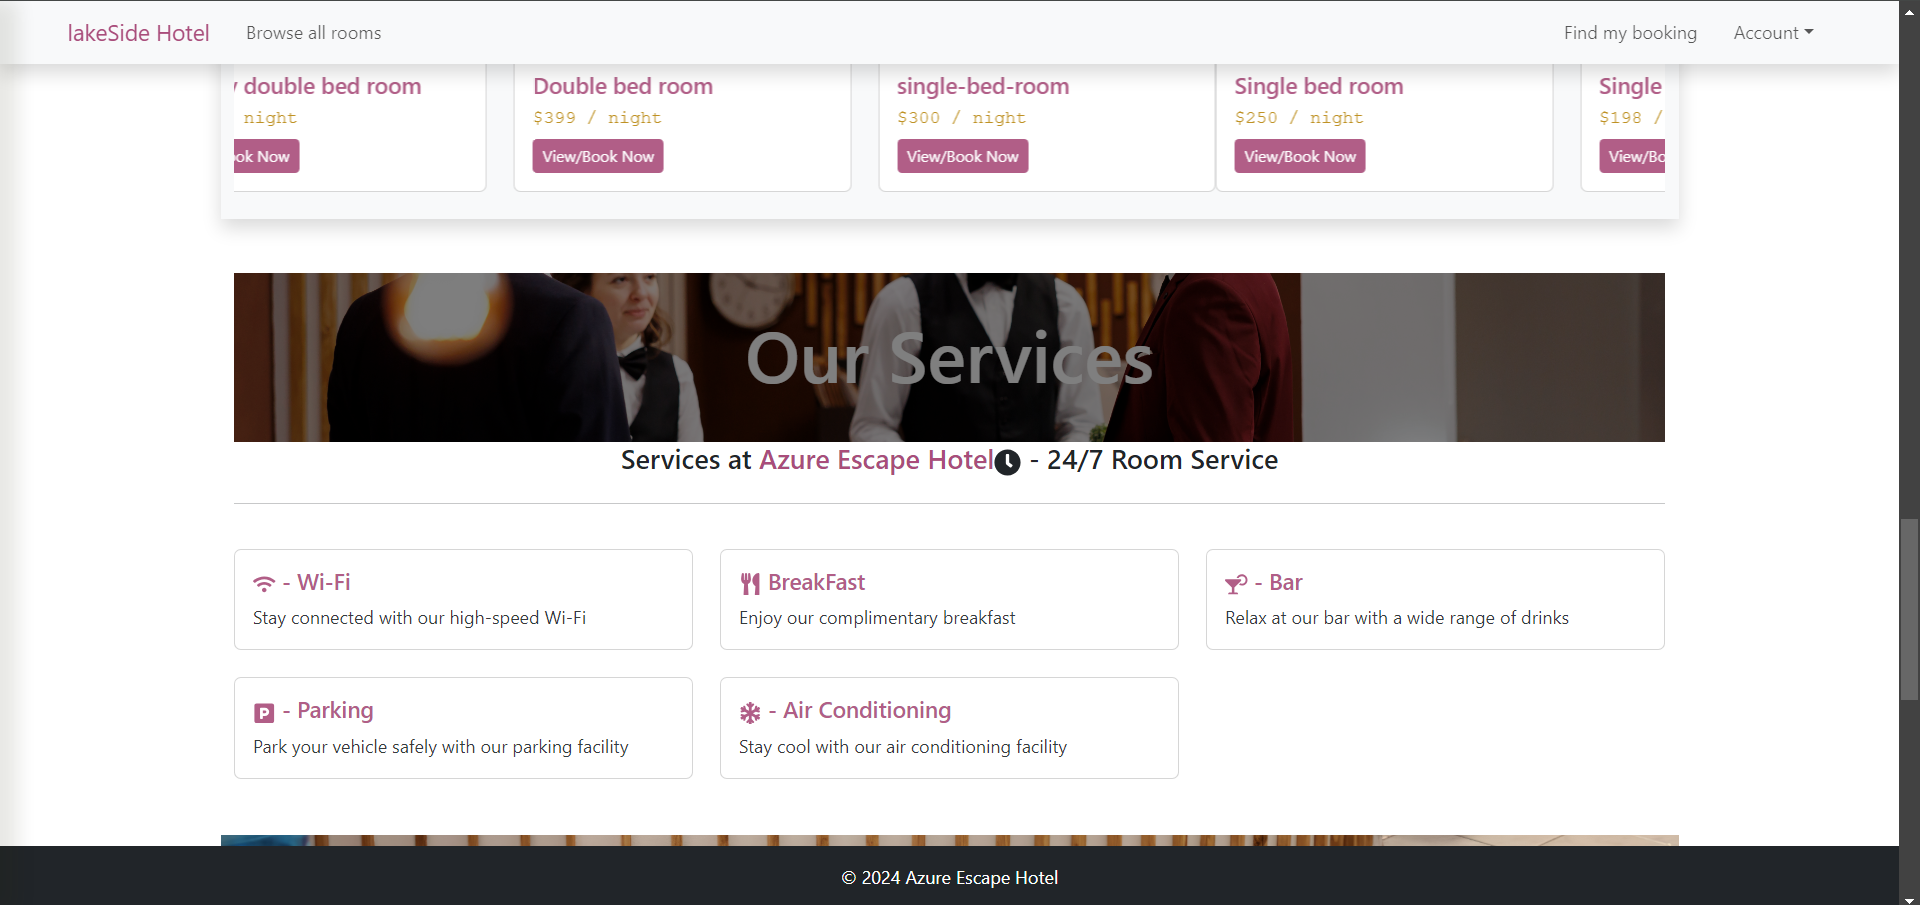 lakeSide Hotel Browse all rooms Find my booking Account
double bed room Double bed room single-bed-room Single bed room Single
night $399 / night $300 / night $250 / night $198 /
ok Now View/Book Now View/Book Now View/Book Now View/Bo
Our Services
Services at Azure Escape Hotel - 24/7 Room Service
- Wi-Fi
Stay connected with our high-speed Wi-Fi
BreakFast
Enjoy our complimentary breakfast
- Bar
Relax at our bar with a wide range of drinks
P - Parking
Park your vehicle safely with our parking facility
- Air Conditioning
Stay cool with our air conditioning facility
© 2024 Azure Escape Hotel